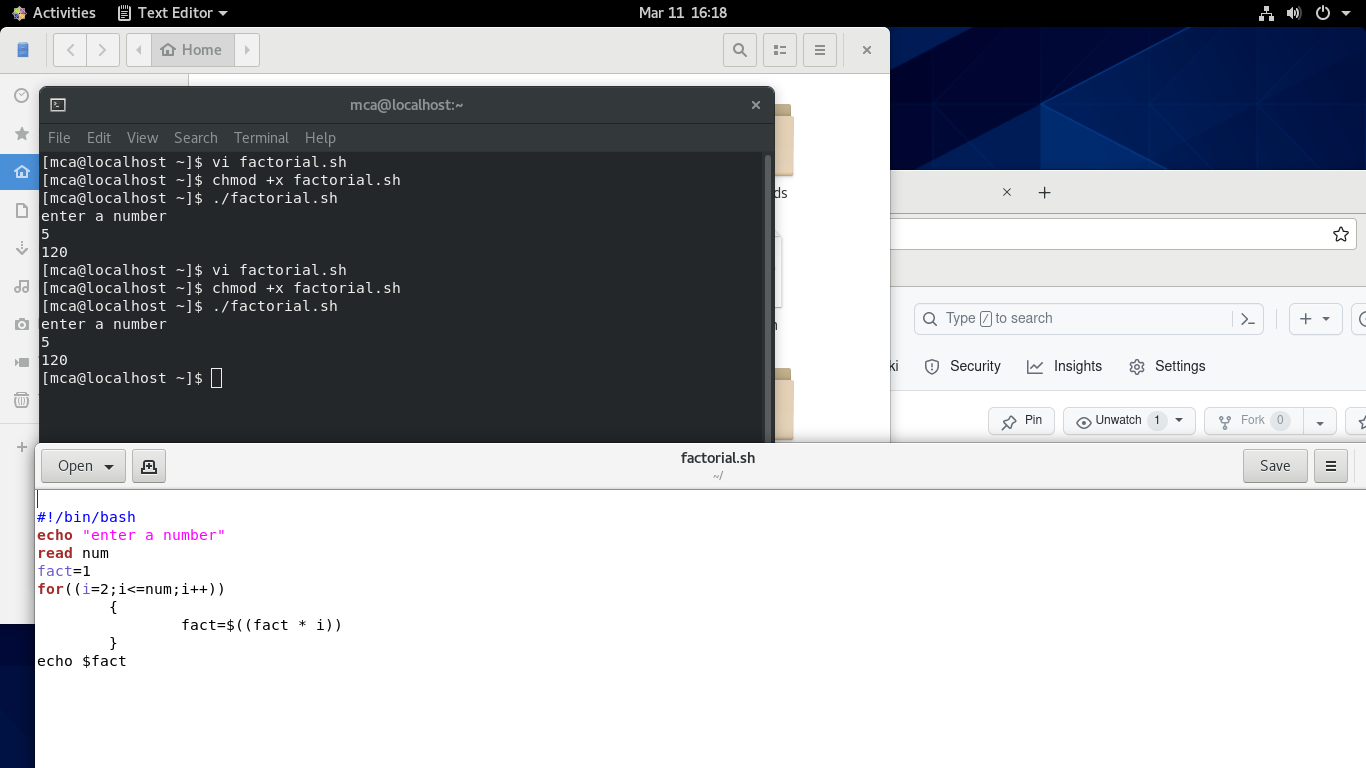 Activities Text Editor Mar 11 16:18
Home
mca@localhost:~
File Edit View Search Terminal Help
[mca@localhost ~]$ vi factorial.sh
[mca@localhost ~]$ chmod +x factorial.sh
[mca@localhost ~]$ ./factorial.sh
enter a number
5
120
[mca@localhost ~]$ vi factorial.sh
[mca@localhost ~]$ chmod +x factorial.sh
[mca@localhost ~]$ ./factorial.sh
enter a number
5
120
[mca@localhost ~]$
ds
Type / to search
ki Security Insights Settings
Pin Unwatch 1 Fork 0
Open factorial.sh Save
~/
#!/bin/bash
echo "enter a number"
read num
fact=1
for((i=2;i<=num;i++))
{
fact=$((fact * i))
}
echo $fact